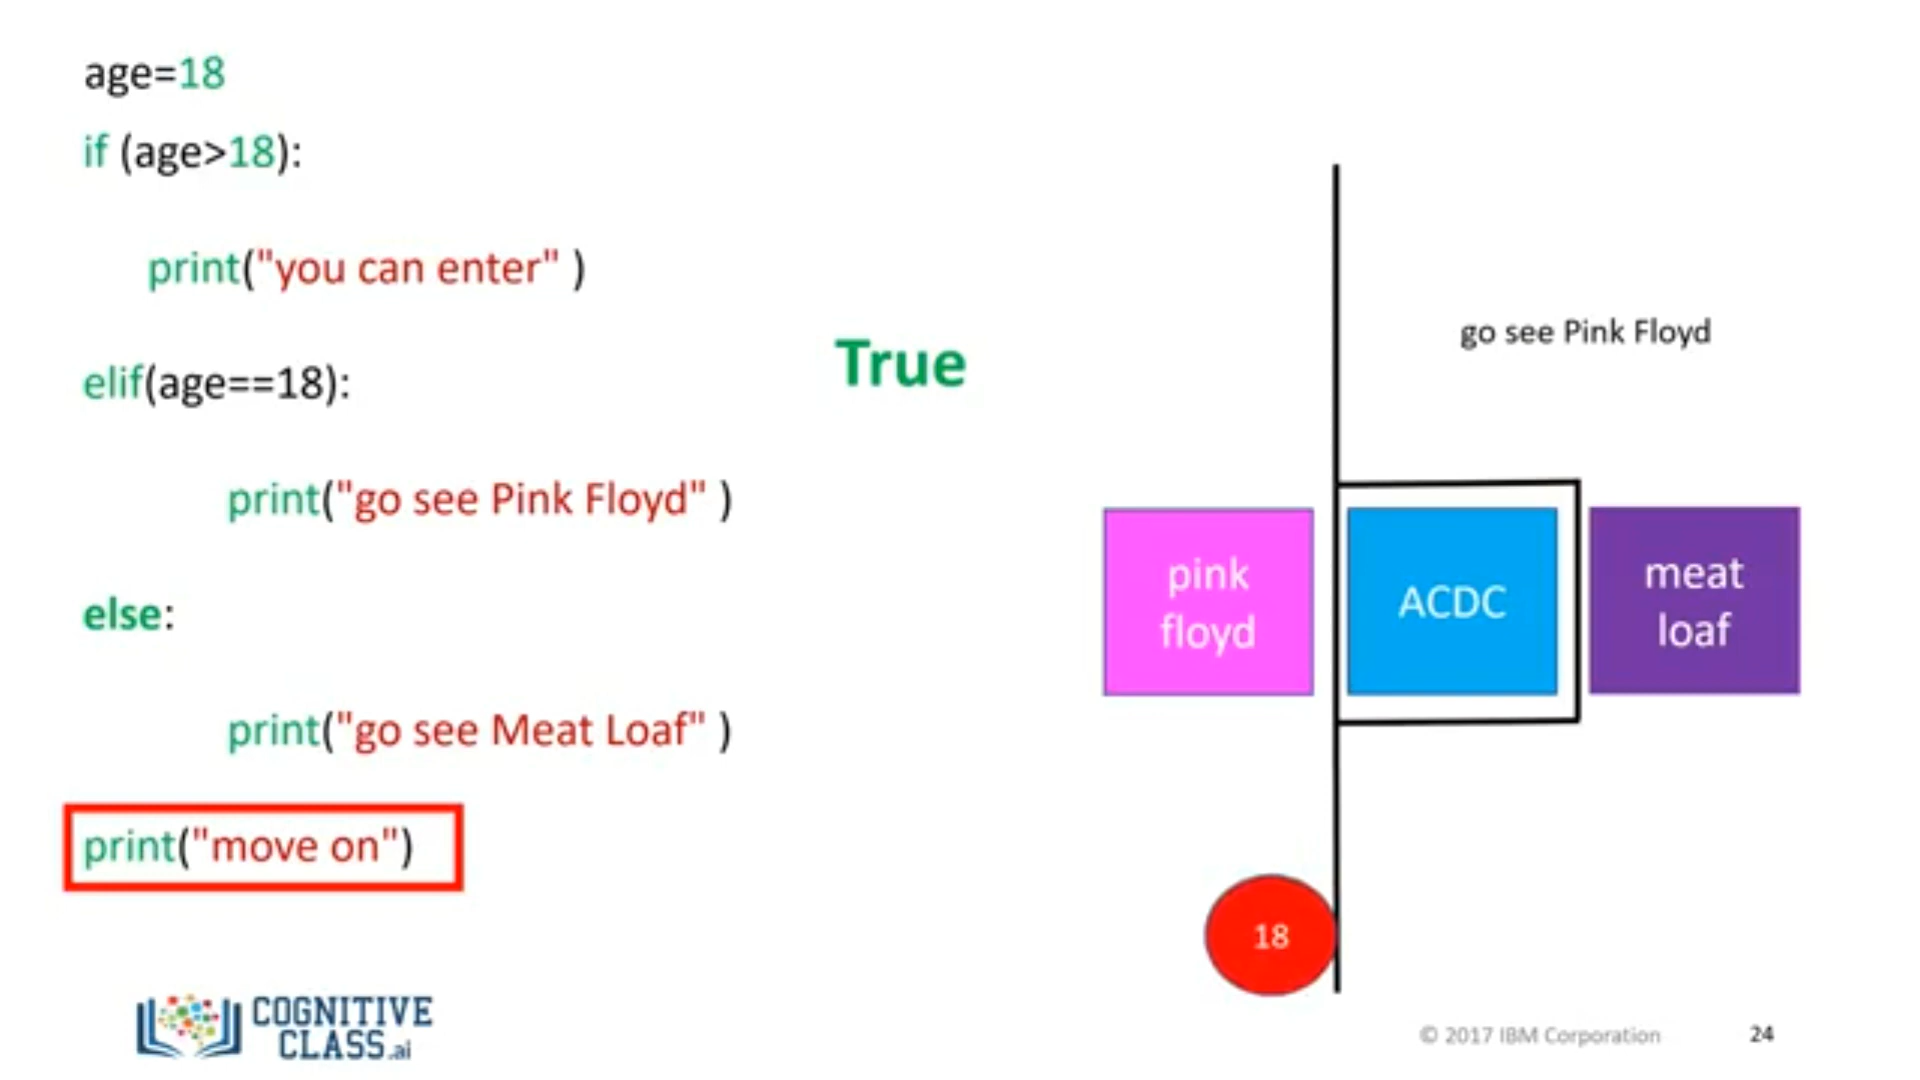 age=18
if (age>18):
print("you can enter" )
elif(age==18):
print("go see Pink Floyd" )
else:
print("go see Meat Loaf" )
print("move on")
True
go see Pink Floyd
pink
floyd
ACDC
meat
loaf
18
COGNITIVE
CLASS.ai
© 2017 IBM Corporation
24